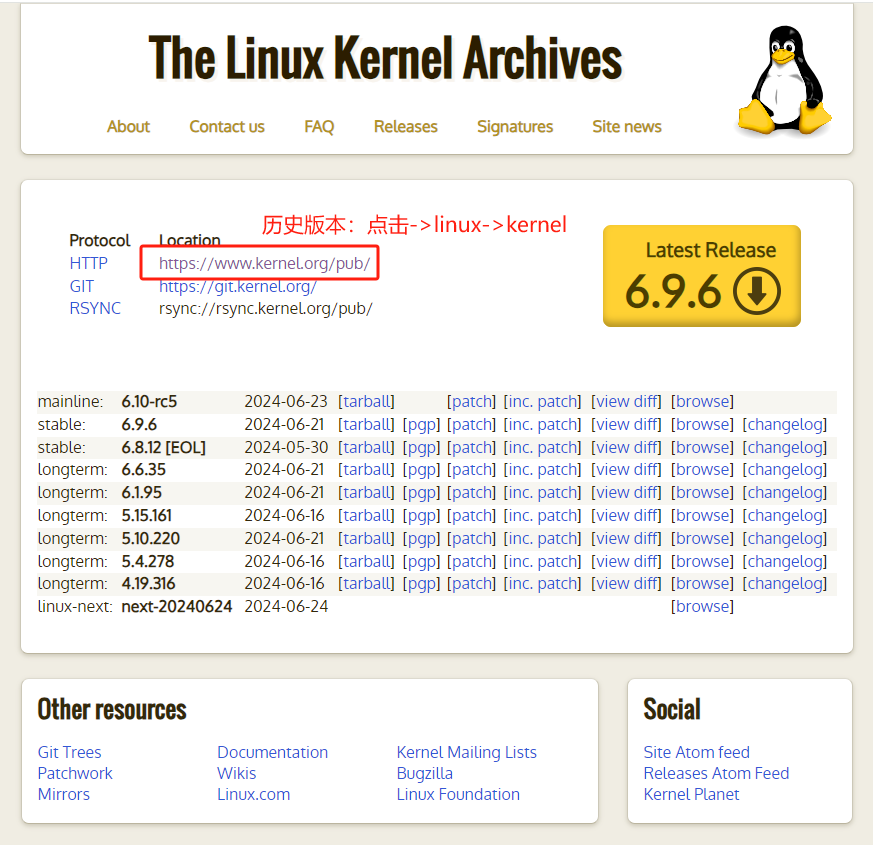 The Linux Kernel Archives
About Contact us FAQ Releases Signatures Site news
历史版本：点击->linux->kernel
Protocol Location
HTTP https://www.kernel.org/pub/
GIT https://git.kernel.org/
RSYNC rsync://rsync.kernel.org/pub/
Latest Release
6.9.6
mainline: 6.10-rc5 2024-06-23 [tarball] [patch] [inc. patch] [view diff] [browse]
stable: 6.9.6 2024-06-21 [tarball] [pgp] [patch] [inc. patch] [view diff] [browse] [changelog]
stable: 6.8.12 [EOL] 2024-05-30 [tarball] [pgp] [patch] [inc. patch] [view diff] [browse] [changelog]
longterm: 6.6.35 2024-06-21 [tarball] [pgp] [patch] [inc. patch] [view diff] [browse] [changelog]
longterm: 6.1.95 2024-06-21 [tarball] [pgp] [patch] [inc. patch] [view diff] [browse] [changelog]
longterm: 5.15.161 2024-06-16 [tarball] [pgp] [patch] [inc. patch] [view diff] [browse] [changelog]
longterm: 5.10.220 2024-06-21 [tarball] [pgp] [patch] [inc. patch] [view diff] [browse] [changelog]
longterm: 5.4.278 2024-06-16 [tarball] [pgp] [patch] [inc. patch] [view diff] [browse] [changelog]
longterm: 4.19.316 2024-06-16 [tarball] [pgp] [patch] [inc. patch] [view diff] [browse] [changelog]
linux-next: next-20240624 2024-06-24 [browse]
Other resources
Git Trees Documentation Kernel Mailing Lists
Patchwork Wikis Bugzilla
Mirrors Linux.com Linux Foundation
Social
Site Atom feed
Releases Atom Feed
Kernel Planet